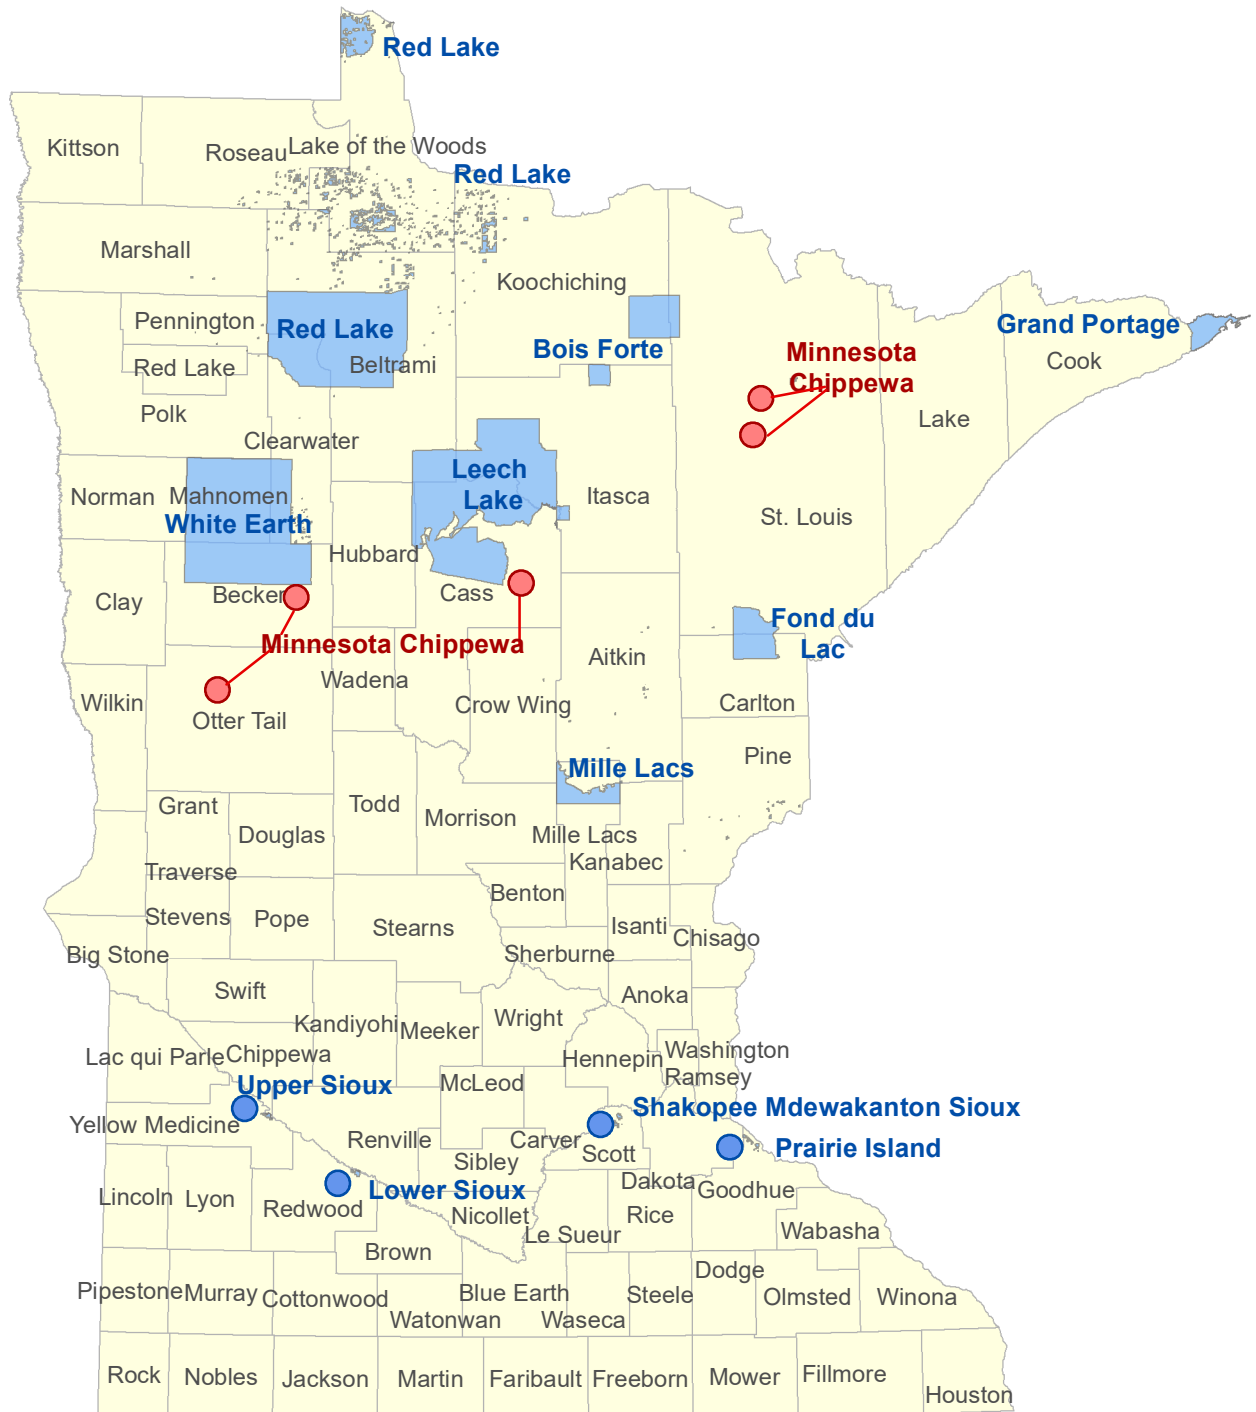 Red Lake
Kittson
Roseau
Lake of the Woods
Red Lake
Marshall
Koochiching
Pennington
Red Lake
Grand Portage
Bois Forte
Minnesota
Chippewa
Cook
Red Lake
Beltrami
Polk
Lake
Clearwater
Leech
Lake
Norman
Mahnomen
Itasca
White Earth
St. Louis
Hubbard
Clay
Becker
Cass
Fond du
Lac
Minnesota Chippewa
Aitkin
Wadena
Wilkin
Otter Tail
Crow Wing
Carlton
Pine
Mille Lacs
Grant
Todd
Morrison
Douglas
Mille Lacs
Kanabec
Traverse
Benton
Stevens
Pope
Stearns
Isanti
Chisago
Big Stone
Sherburne
Swift
Anoka
Kandiyohi
Meeker
Wright
Lac qui Parle
Chippewa
Hennepin
Washington
Ramsey
Upper Sioux
McLeod
Shakopee Mdewakanton Sioux
Yellow Medicine
Renville
Carver
Scott
Prairie Island
Sibley
Lincoln
Lyon
Redwood
Lower Sioux
Dakota
Goodhue
Nicollet
Rice
Le Sueur
Wabasha
Brown
Dodge
Pipestone
Murray
Cottonwood
Blue Earth
Steele
Olmsted
Winona
Watonwan
Waseca
Rock
Nobles
Jackson
Martin
Faribault
Freeborn
Mower
Fillmore
Houston